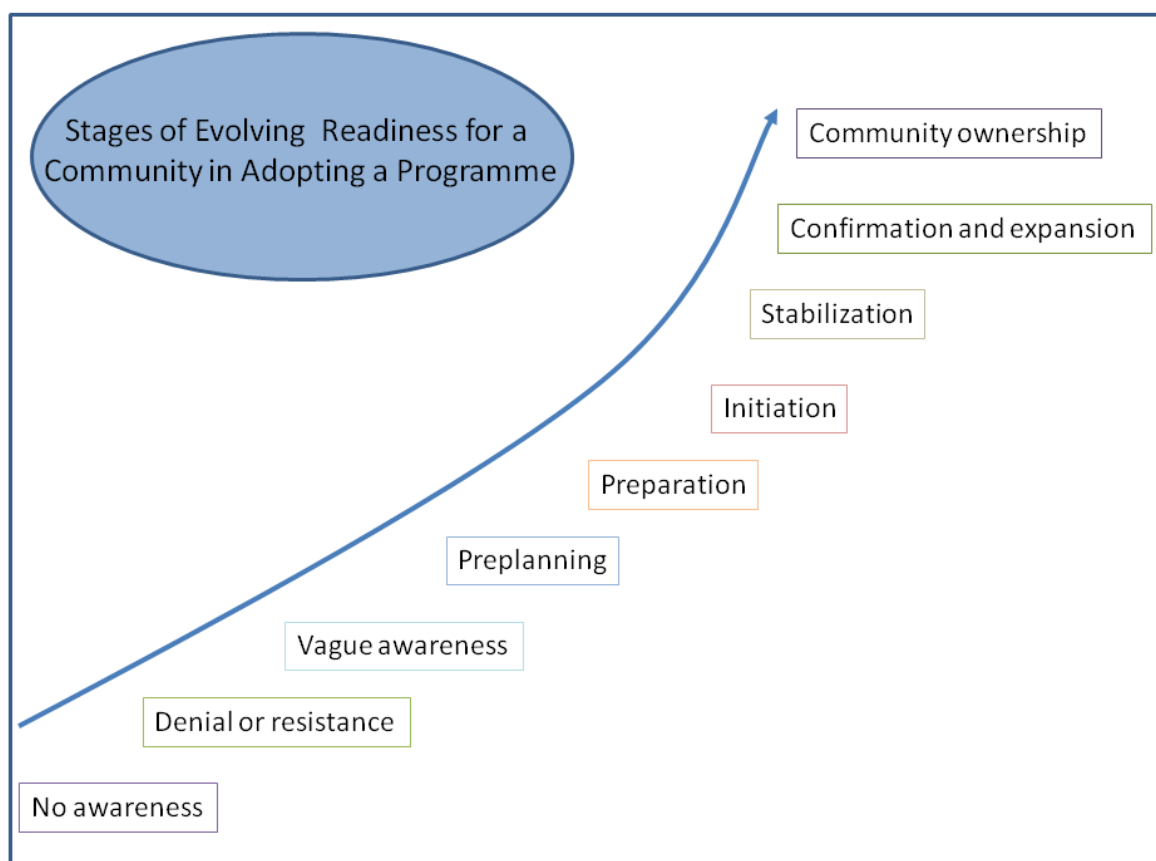 Stages of Evolving Readiness for a
Community in Adopting a Programme
Community ownership
Confirmation and expansion
Stabilization
Initiation
Preparation
Preplanning
Vague awareness
Denial or resistance
No awareness